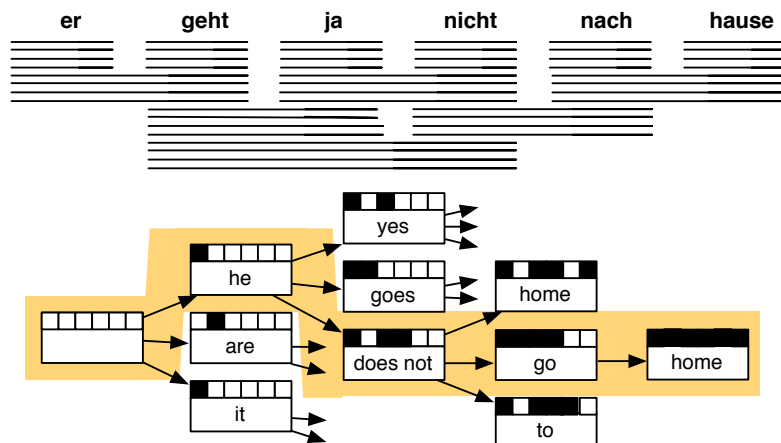 er geht ja nicht nach hause
yes
he
goes home
are does not go home
it to